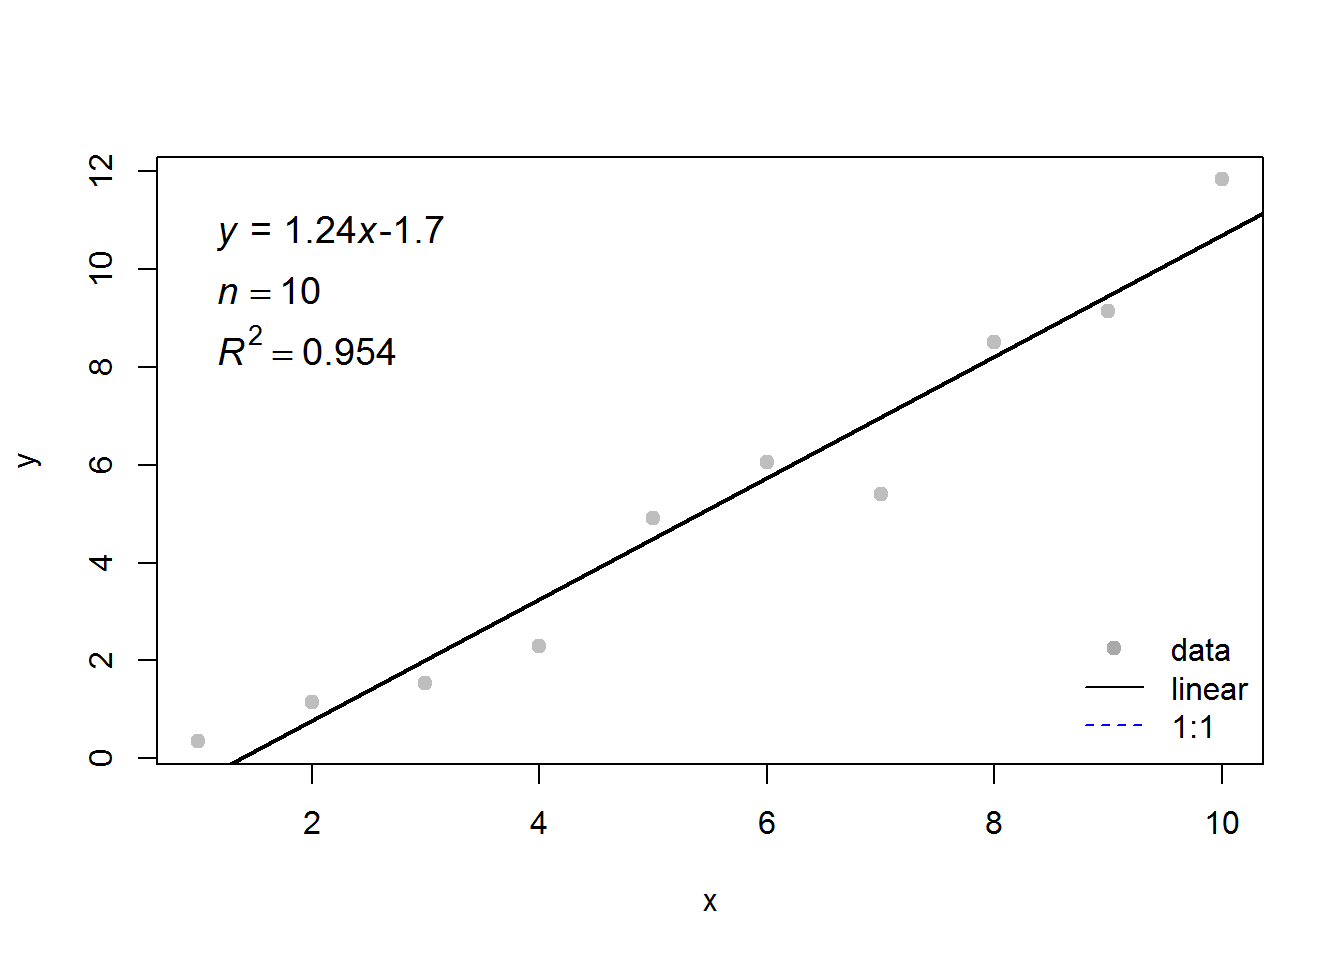 y = 1.24x-1.7
n = 10
R² = 0.954
12
10
8
6
4
2
0
y
data
linear
1:1
2 4 6 8 10
x